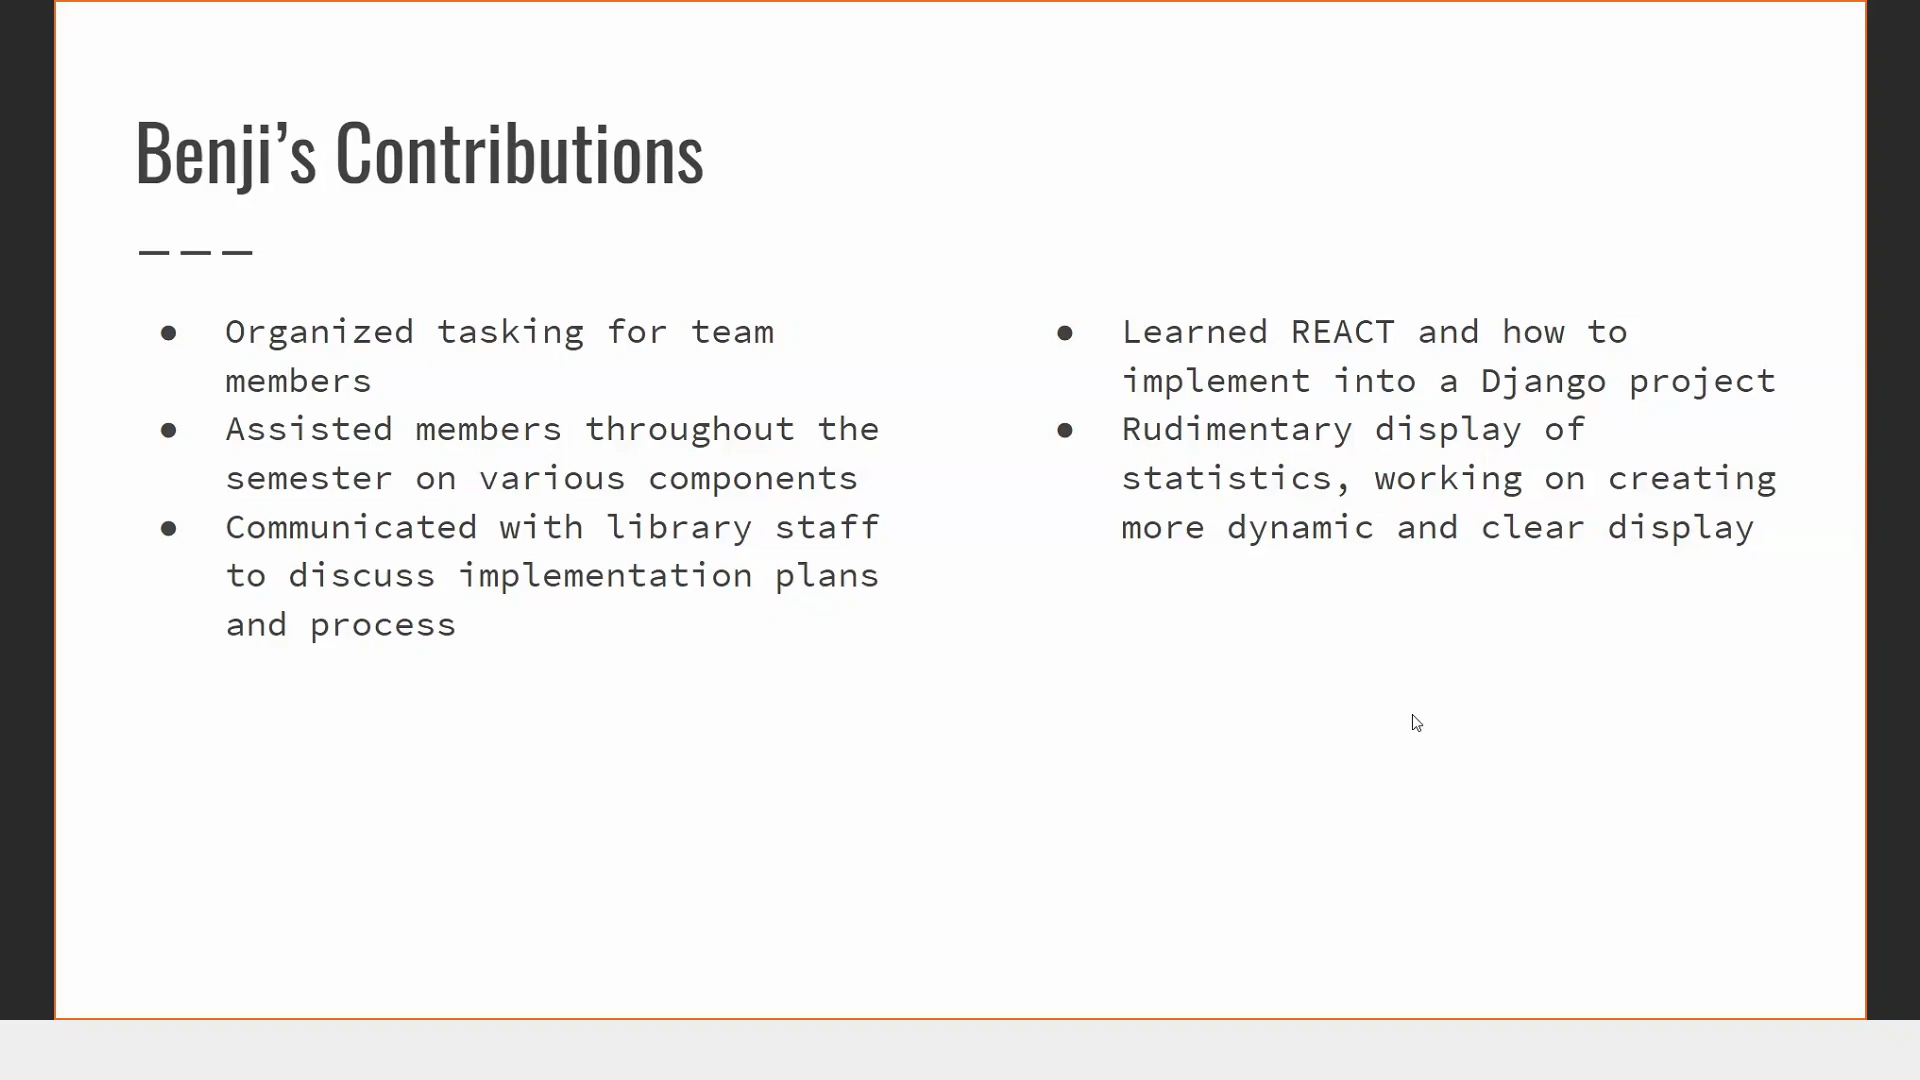 Benji’s Contributions
● Organized tasking for team
members
● Assisted members throughout the
semester on various components
● Communicated with library staff
to discuss implementation plans
and process
● Learned REACT and how to
implement into a Django project
● Rudimentary display of
statistics, working on creating
more dynamic and clear display